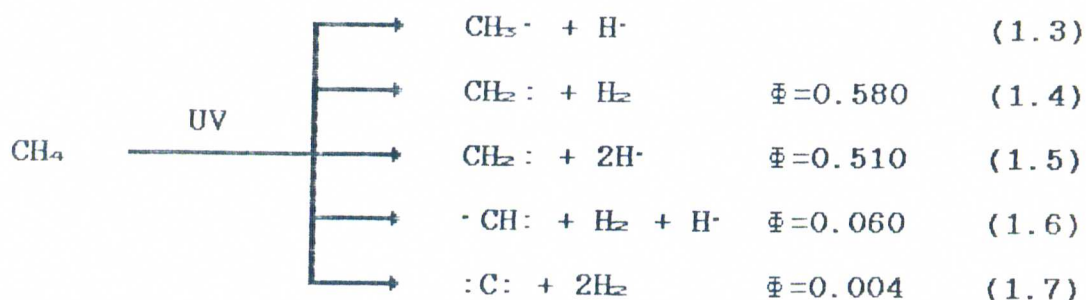 CH₃· + H· (1.3)
CH₂: + H₂ Φ=0.580 (1.4)
UV
CH₄ CH₂: + 2H· Φ=0.510 (1.5)
·CH: + H₂ + H· Φ=0.060 (1.6)
:C: + 2H₂ Φ=0.004 (1.7)